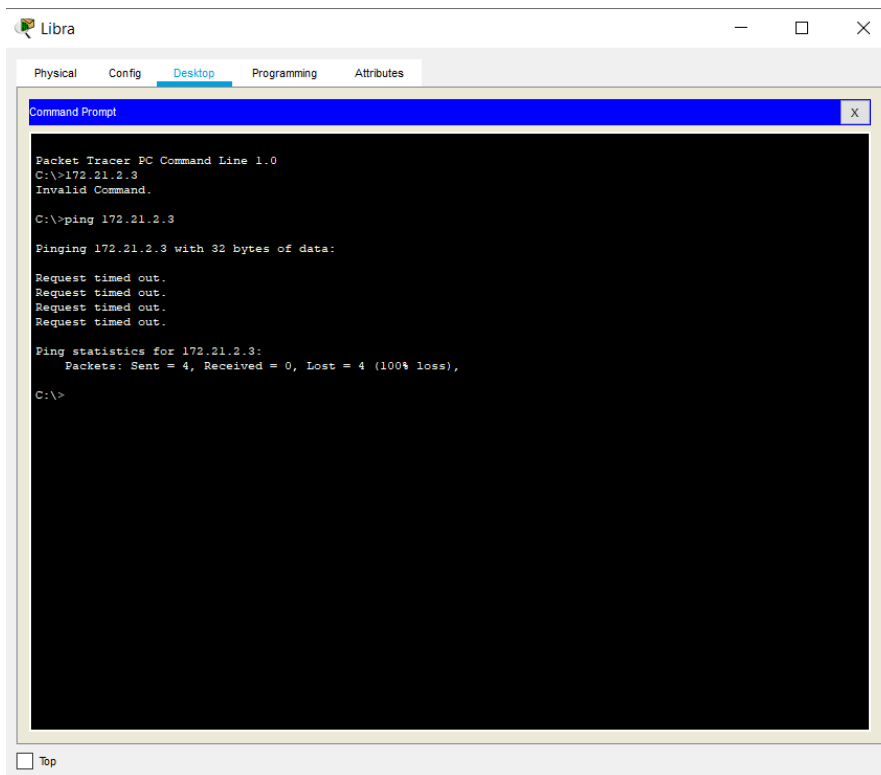 Libra
Physical Config Desktop Programming Attributes
Command Prompt X
Packet Tracer PC Command Line 1.0
C:\>172.21.2.3
Invalid Command.
C:\>ping 172.21.2.3
Pinging 172.21.2.3 with 32 bytes of data:
Request timed out.
Request timed out.
Request timed out.
Request timed out.
Ping statistics for 172.21.2.3:
    Packets: Sent = 4, Received = 0, Lost = 4 (100% loss),
C:\>
Top